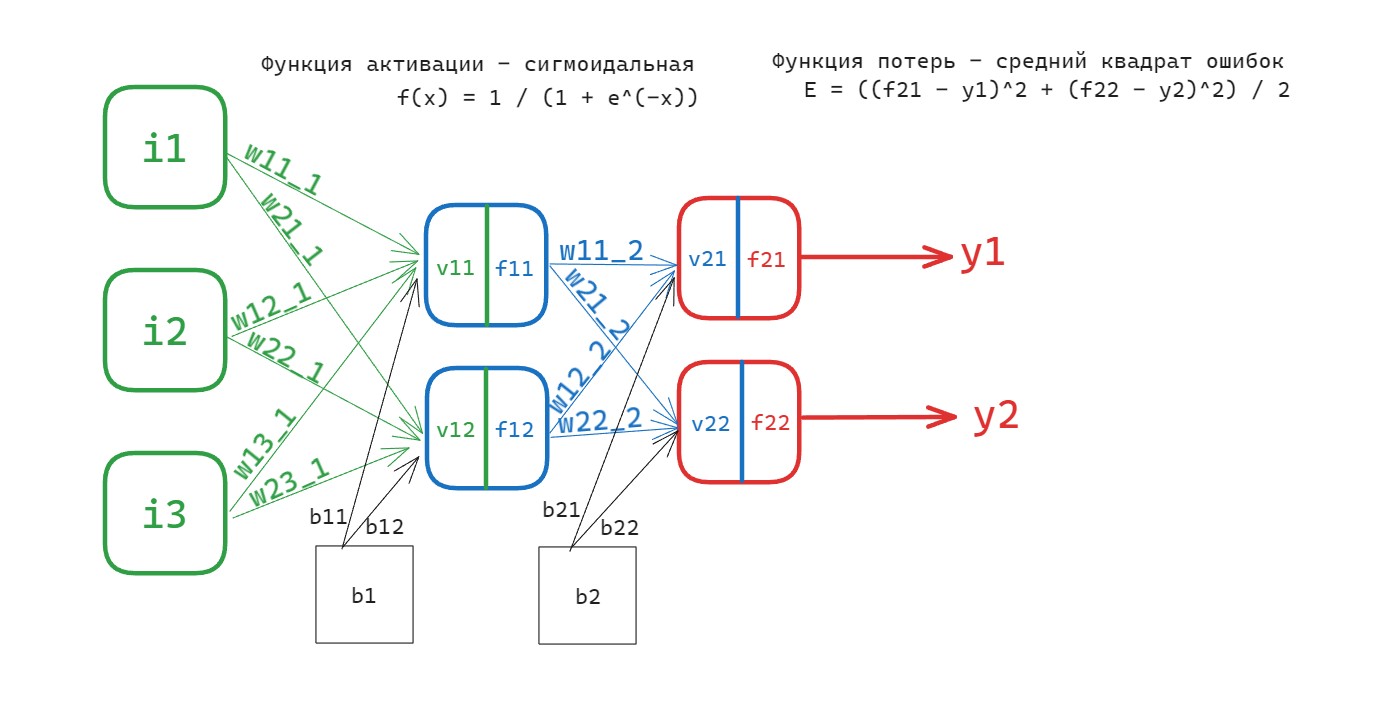 Функция активации - сигмоидальная
f(x) = 1 / (1 + e^(-x))
Функция потерь - средний квадрат ошибок
E = ((f21 - y1)^2 + (f22 - y2)^2) / 2
i1
w11_1
w21_1
i2
w12_1
w22_1
i3
w13_1
w23_1
v11
f11
v12
f12
b11
b12
b1
w11_2
w21_2
w12_2
w22_2
b21
b22
b2
v21
f21
v22
f22
y1
y2